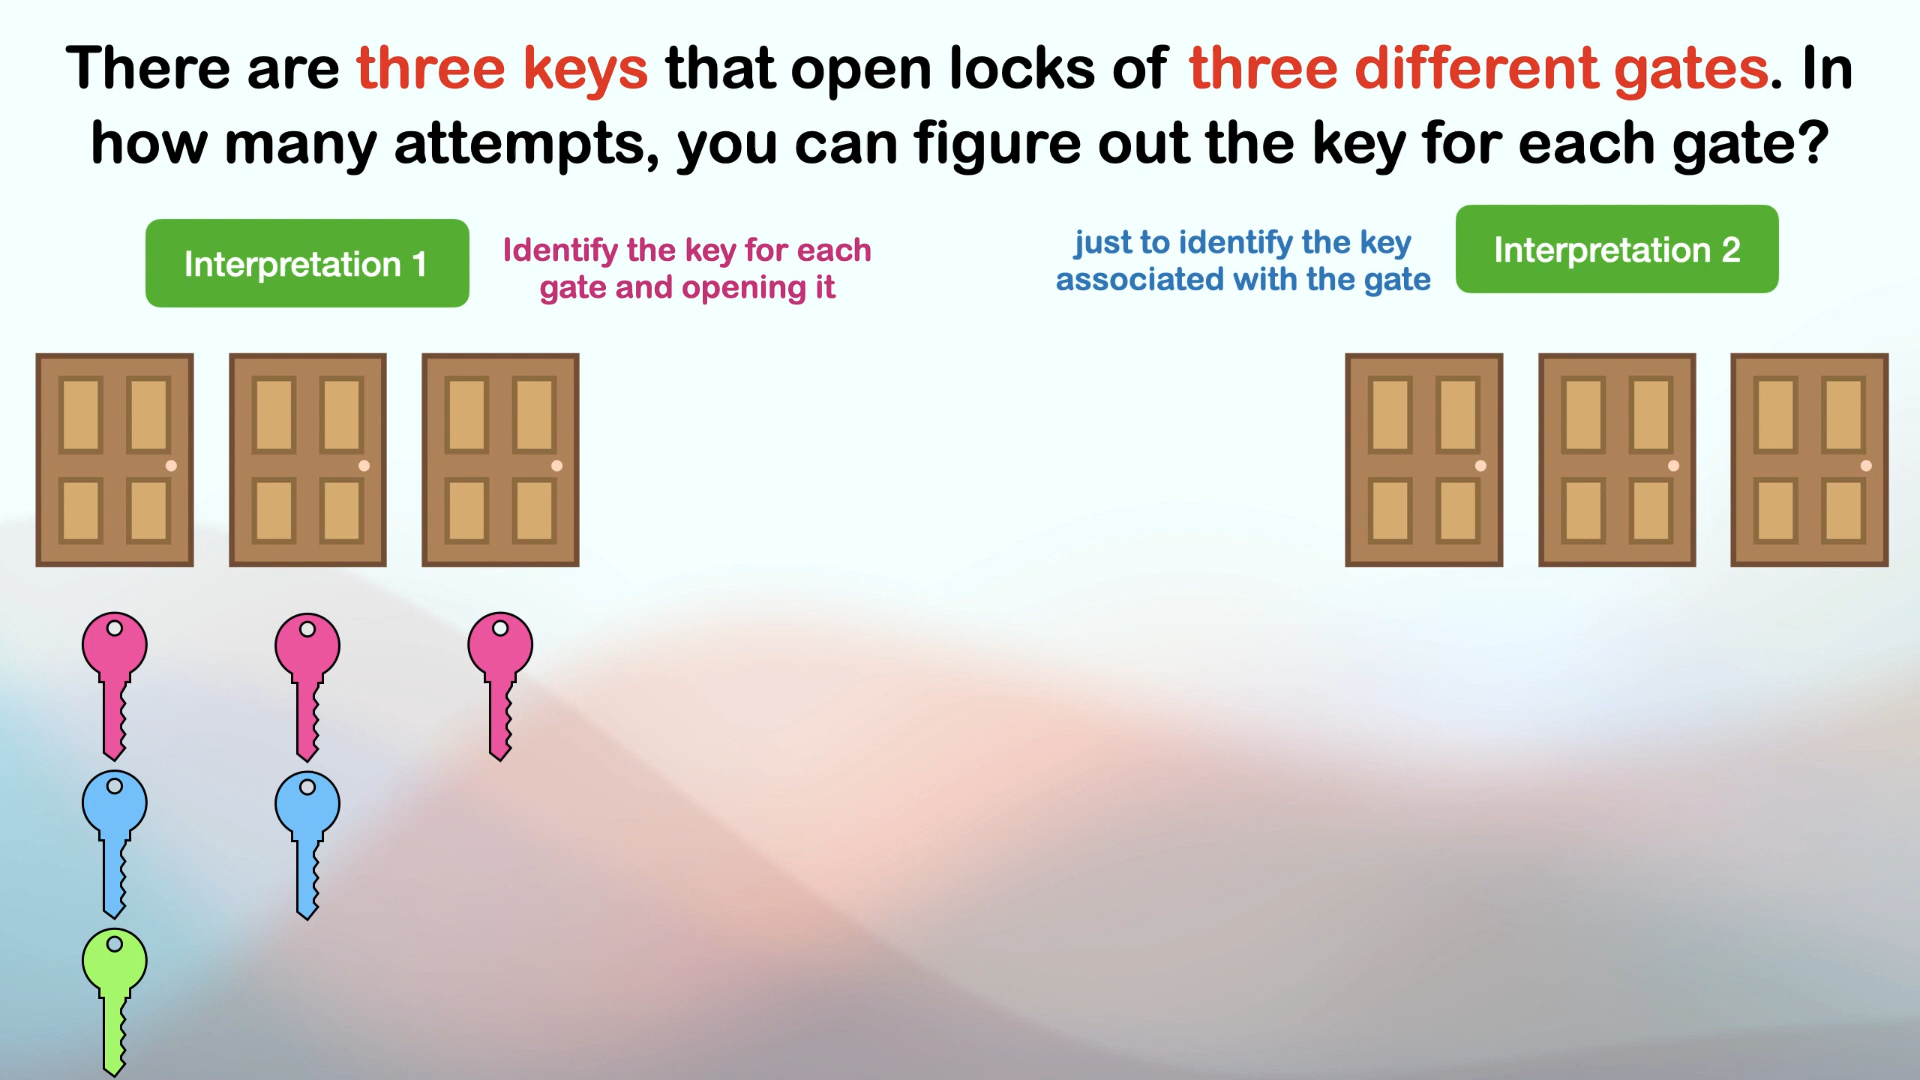 There are three keys that open locks of three different gates. In
how many attempts, you can figure out the key for each gate?
Interpretation 1
Identify the key for each
gate and opening it
just to identify the key
associated with the gate
Interpretation 2